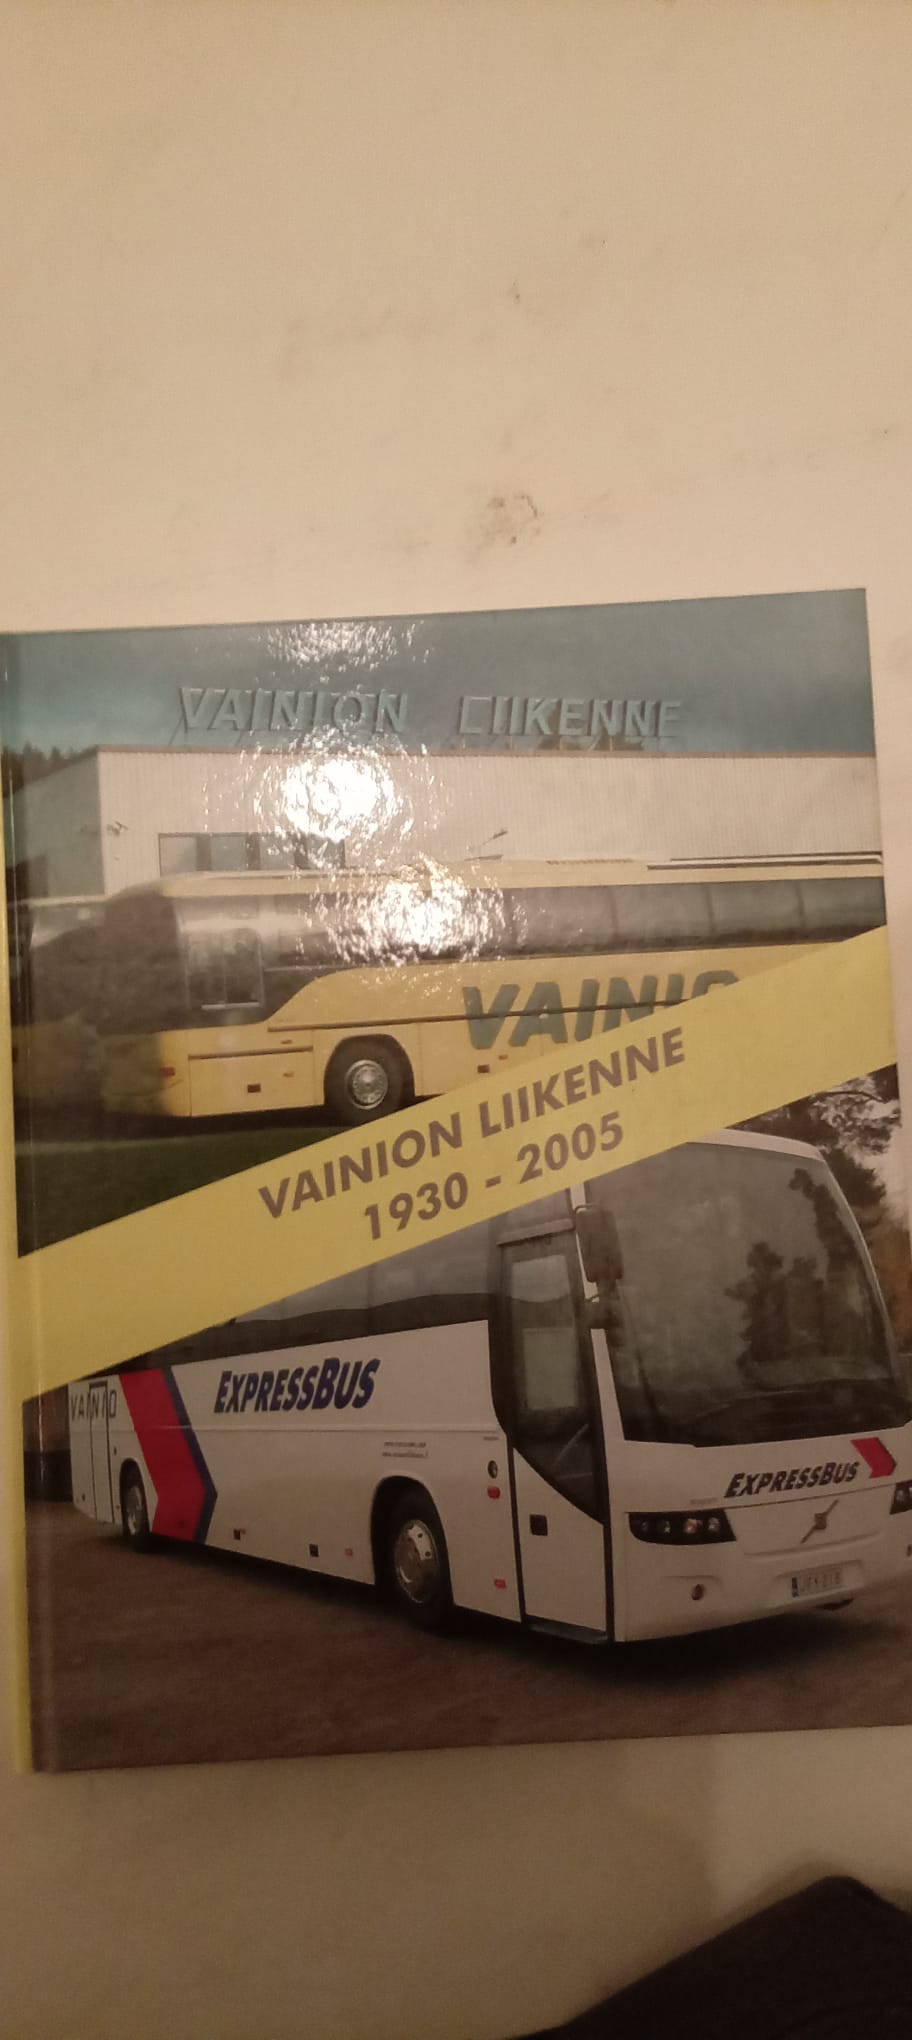 VAINION LIIKENNE
VAINIO
VAINION LIIKENNE
1930 - 2005
VAINIO
EXPRESSBUS
EXPRESSBUS